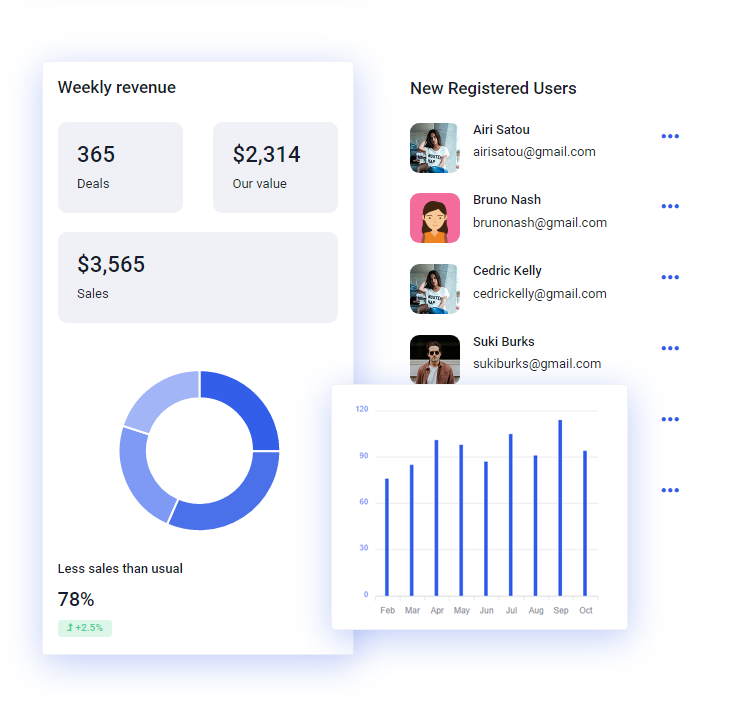 Weekly revenue
365
Deals
$2,314
Our value
$3,565
Sales
Less sales than usual
78%
+2.5%
New Registered Users
Airi Satou
airisatou@gmail.com
Bruno Nash
brunonash@gmail.com
Cedric Kelly
cedrickelly@gmail.com
Suki Burks
sukiburks@gmail.com
120
90
60
30
0
Feb Mar Apr May Jun Jul Aug Sep Oct